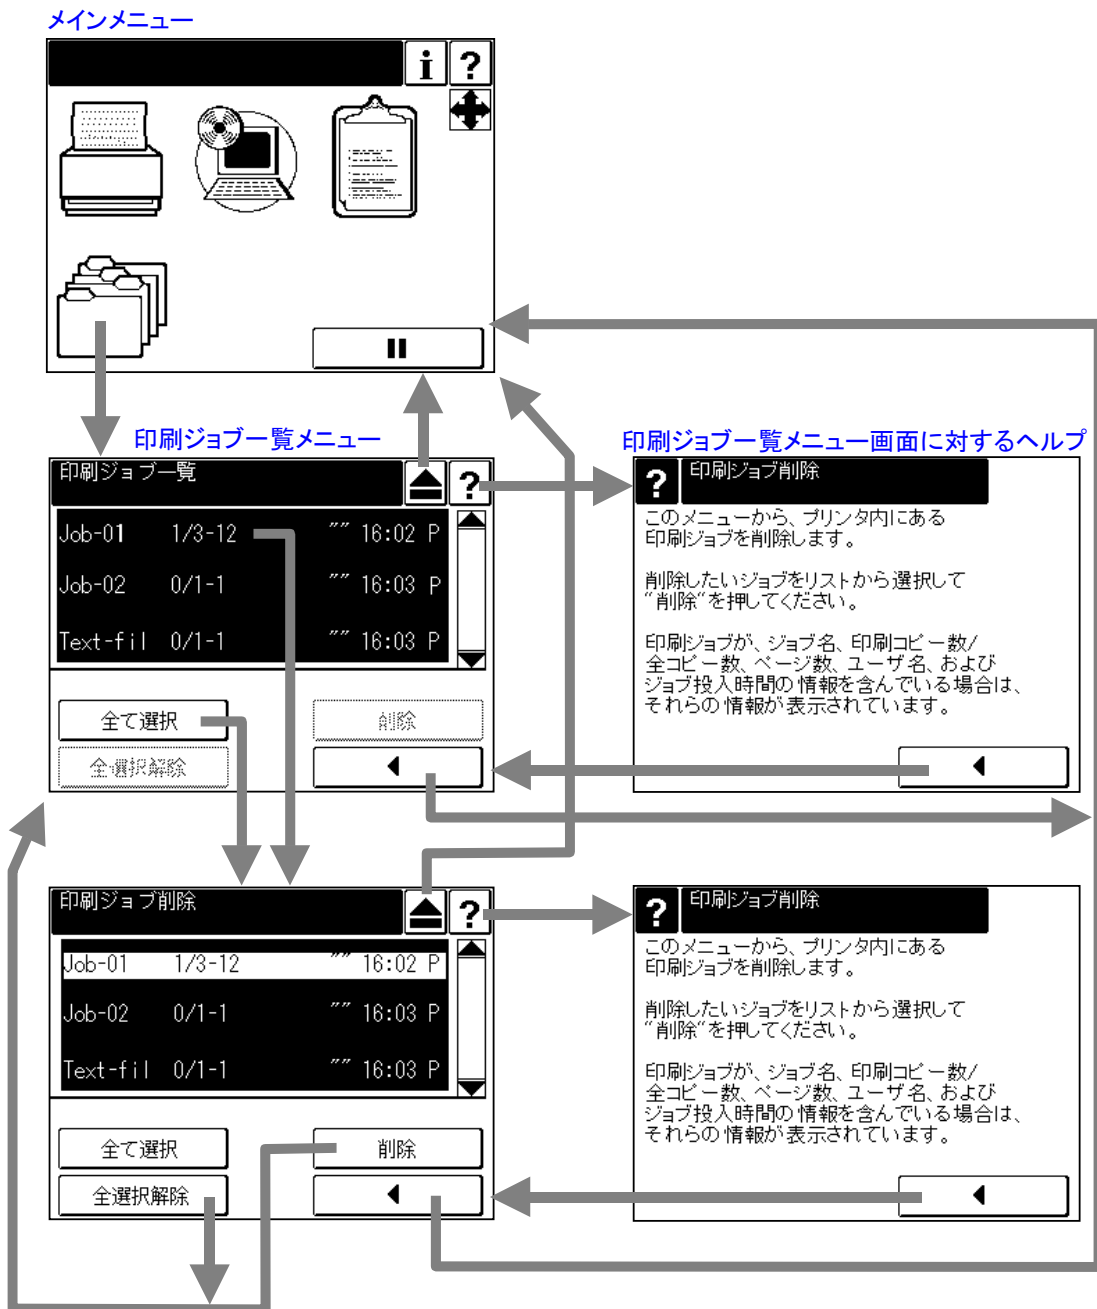 メインメニュー
i ?
印刷ジョブ一覧メニュー
印刷ジョブ一覧
?
Job-01 1/3-12 "" 16:02 P
Job-02 0/1-1 "" 16:03 P
Text-fil 0/1-1 "" 16:03 P
全て選択
削除
全選択解除
印刷ジョブ一覧メニュー画面に対するヘルプ
? 印刷ジョブ削除
このメニューから、プリンタ内にある
印刷ジョブを削除します。
削除したいジョブをリストから選択して
"削除"を押してください。
印刷ジョブが、ジョブ名、印刷コピー数/
全コピー数、ページ数、ユーザ名、および
ジョブ投入時間の情報を含んでいる場合は、
それらの情報が表示されています。
印刷ジョブ削除
?
Job-01 1/3-12 "" 16:02 P
Job-02 0/1-1 "" 16:03 P
Text-fil 0/1-1 "" 16:03 P
全て選択
削除
全選択解除
? 印刷ジョブ削除
このメニューから、プリンタ内にある
印刷ジョブを削除します。
削除したいジョブをリストから選択して
"削除"を押してください。
印刷ジョブが、ジョブ名、印刷コピー数/
全コピー数、ページ数、ユーザ名、および
ジョブ投入時間の情報を含んでいる場合は、
それらの情報が表示されています。